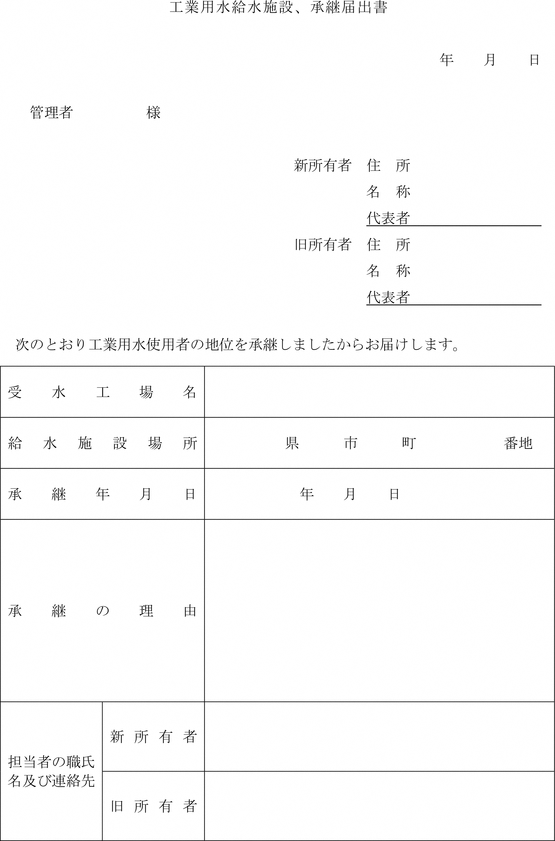 工業用水給水施設、承継届出書
年　月　日
管理者　　　様
新所有者　住　所
名　称
代表者
旧所有者　住　所
名　称
代表者
次のとおり工業用水使用者の地位を承継しましたからお届けします。
受水工場名
給水施設場所　県　市　町　番地
承継年月日　年　月　日
承継の理由
担当者の職氏名及び連絡先
新所有者
旧所有者